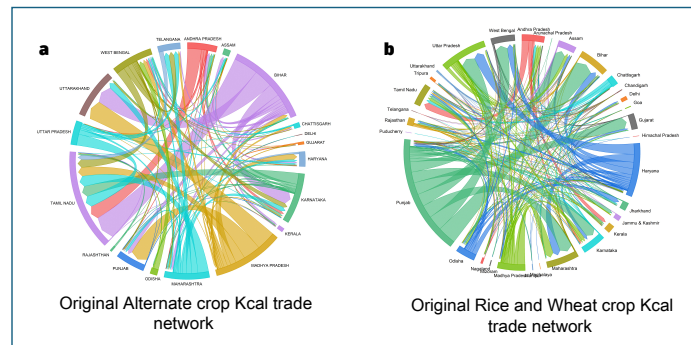 a
TELANGANA
ANDHRA PRADESH
ASSAM
WEST BENGAL
BIHAR
UTTARAKHAND
CHATTISGARH
DELHI
GUJARAT
UTTAR PRADESH
HARYANA
TAMIL NADU
KARNATAKA
KERALA
RAJASHTHAN
PUNJAB
ODISHA
MAHARASHTRA
MADHYA PRADESH
Original Alternate crop Kcal trade
network
b
West Bengal
Andhra Pradesh
Arunachal Pradesh
Assam
Uttar Pradesh
Bihar
Uttarakhand
Tripura
Chattisgarh
Chandigarh
Tamil Nadu
Delhi
Goa
Telangana
Gujarat
Rajasthan
Puducherry
Himachal Pradesh
Haryana
Punjab
Jharkhand
Jammu & Kashmir
Kerala
Karnataka
Odisha
Nagaland
Maharashtra
Madhya Pradesh
Meghalaya
Original Rice and Wheat crop Kcal
trade network